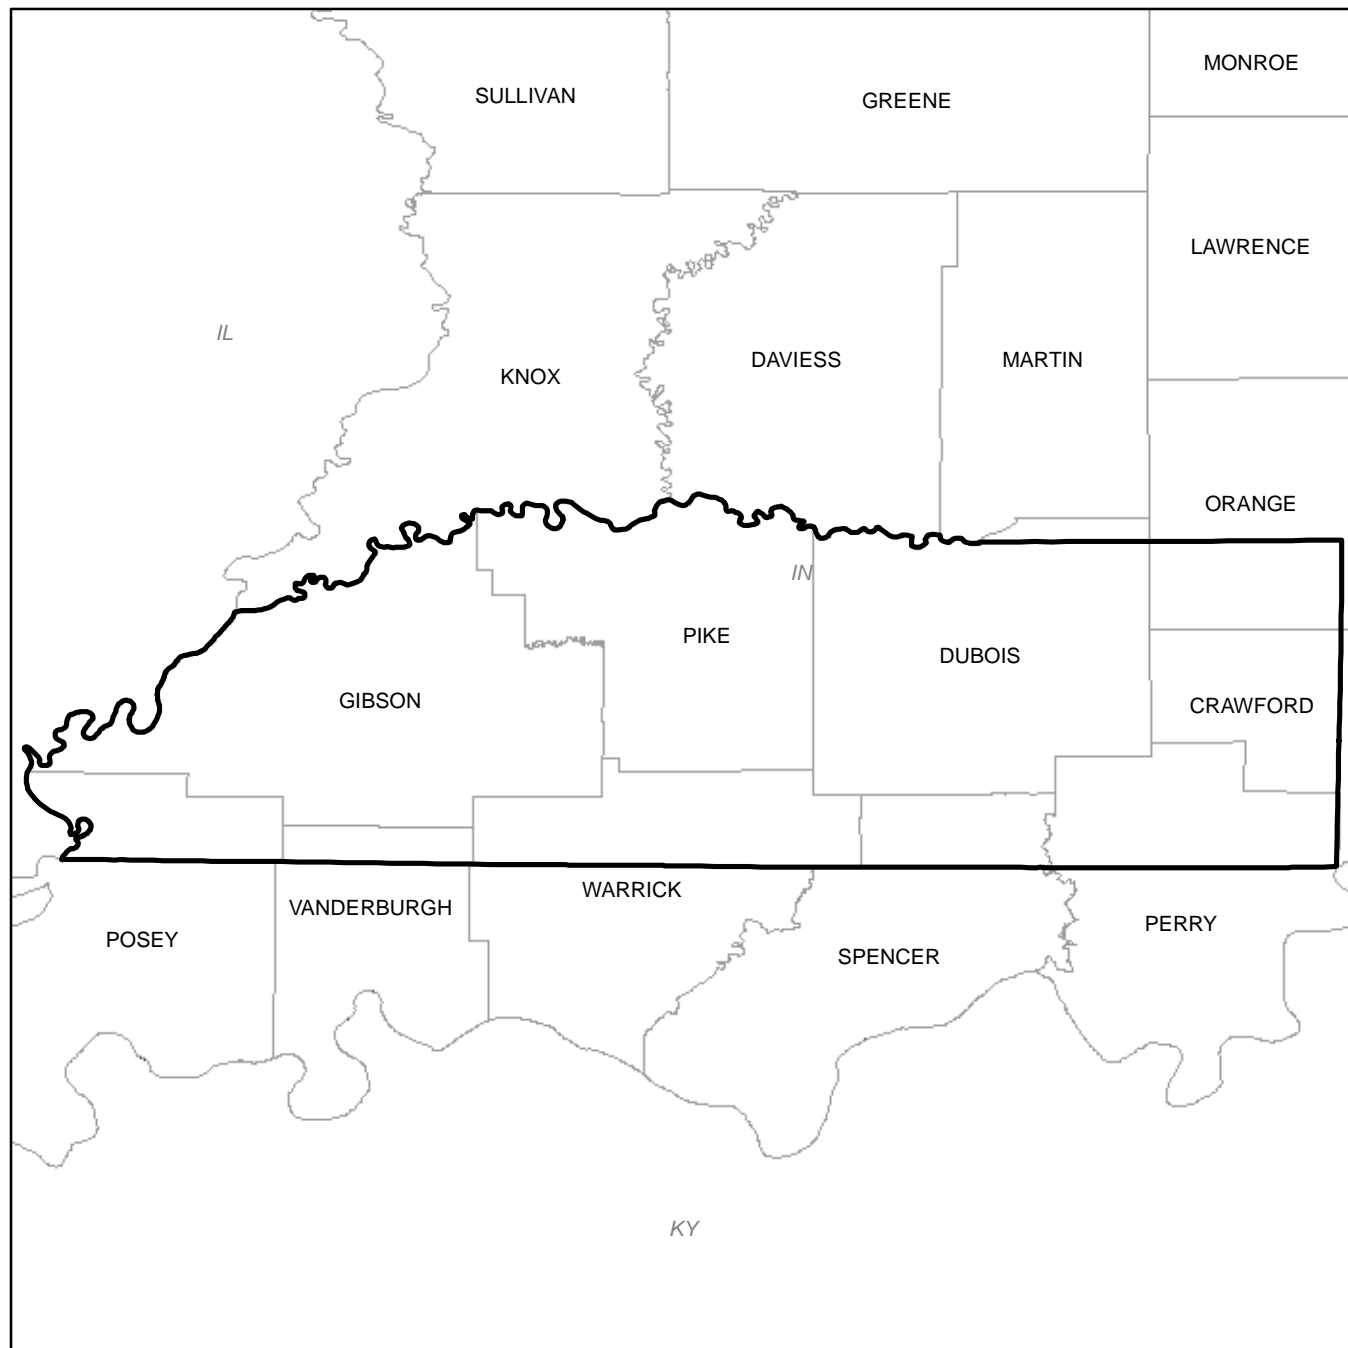 MONROE
SULLIVAN
GREENE
LAWRENCE
IL
DAVIESS
MARTIN
KNOX
ORANGE
IN
PIKE
DUBOIS
GIBSON
CRAWFORD
WARRICK
VANDERBURGH
PERRY
POSEY
SPENCER
KY